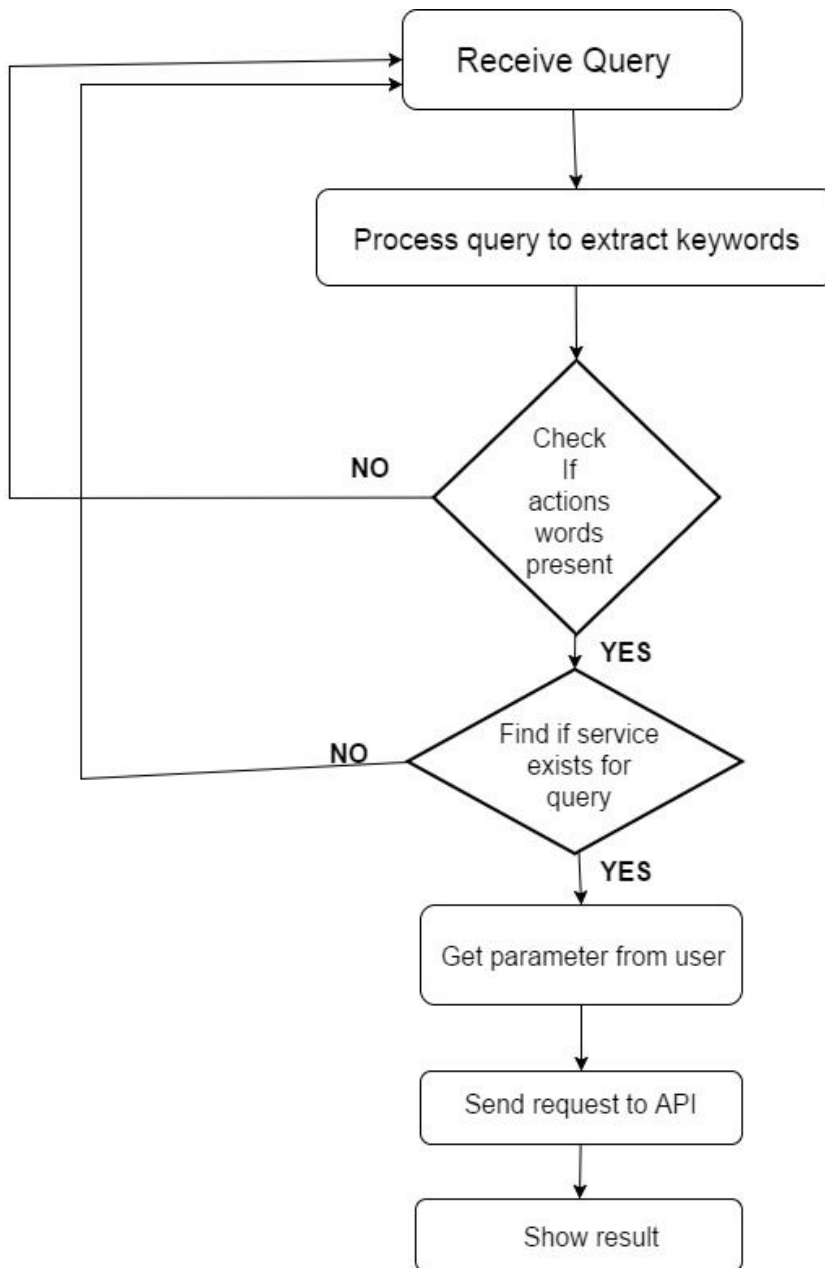 Receive Query
Process query to extract keywords
Check
If
actions
words
present
NO
YES
Find if service
exists for
query
NO
YES
Get parameter from user
Send request to API
Show result